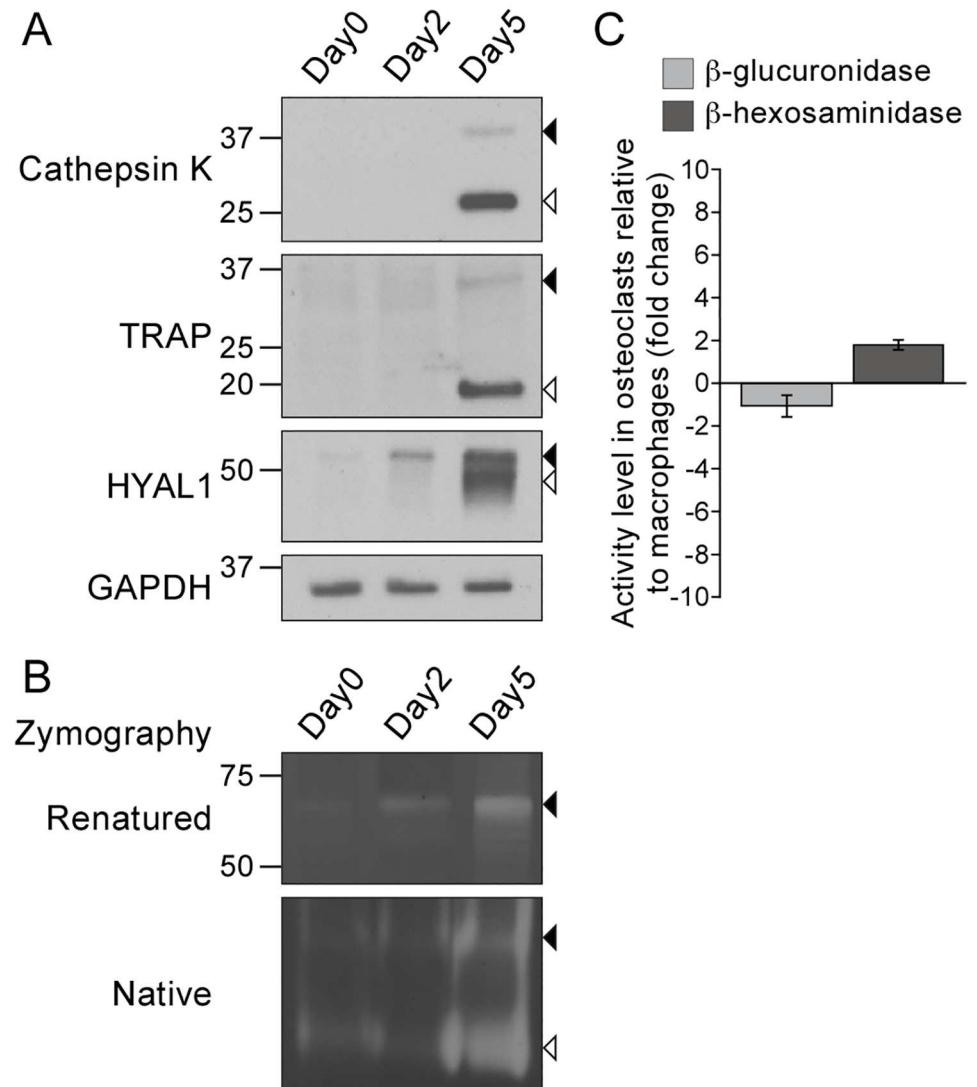 A
Day0 Day2 Day5
Cathepsin K
37
25
TRAP
37
25
20
HYAL1
50
GAPDH
37
B
Day0 Day2 Day5
Zymography
Renatured
75
50
Native
C
β-glucuronidase
β-hexosaminidase
Activity level in osteoclasts relative
to macrophages (fold change)
10
8
6
4
2
0
-2
-4
-6
-8
-10